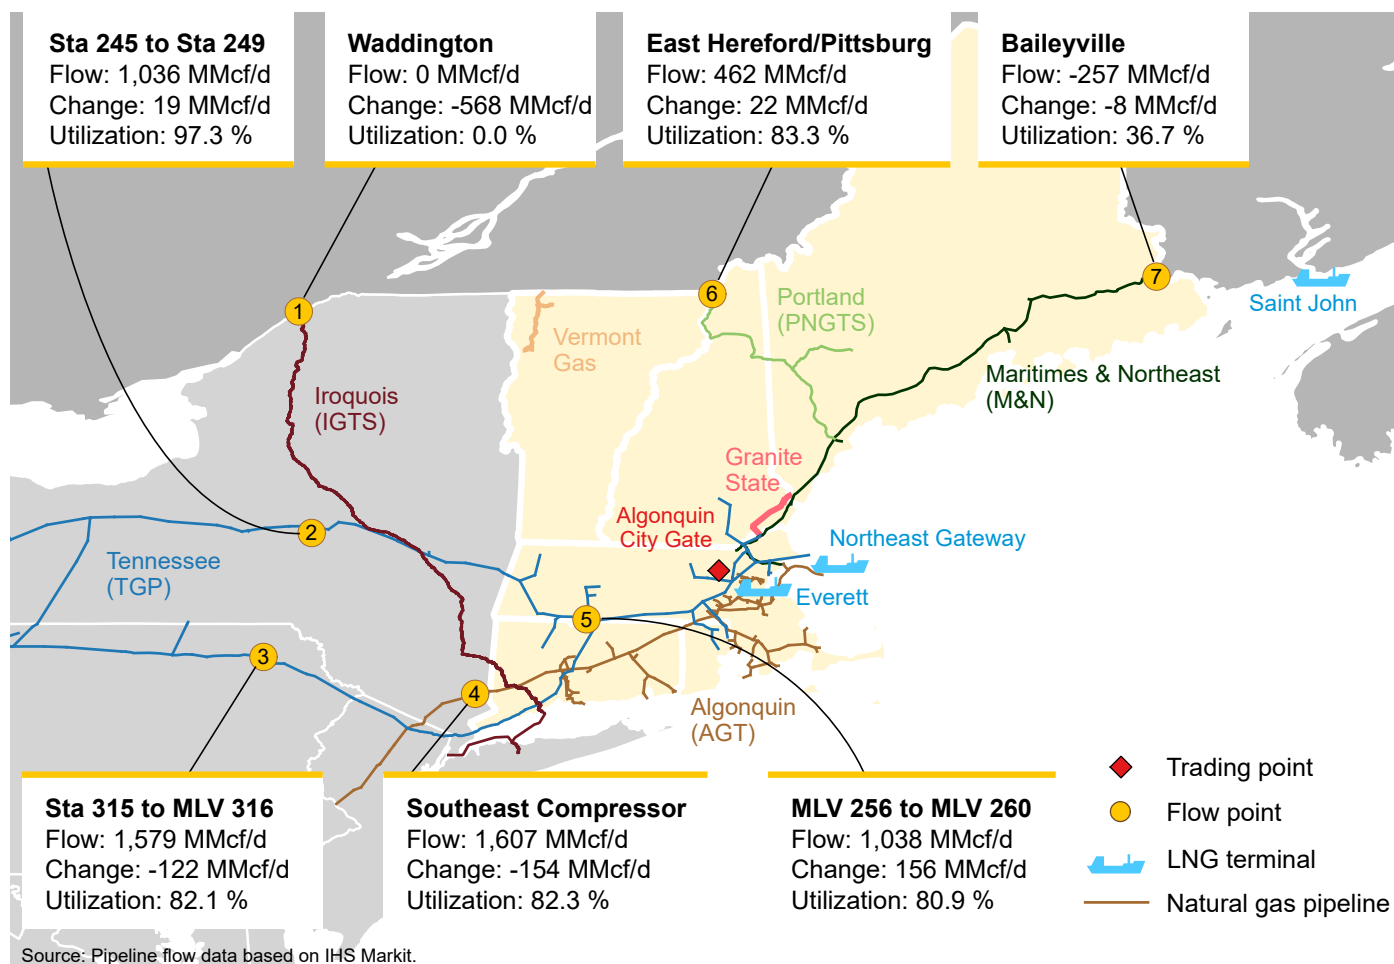 Sta 245 to Sta 249
Flow: 1,036 MMcf/d
Change: 19 MMcf/d
Utilization: 97.3 %
Waddington
Flow: 0 MMcf/d
Change: -568 MMcf/d
Utilization: 0.0 %
East Hereford/Pittsburg
Flow: 462 MMcf/d
Change: 22 MMcf/d
Utilization: 83.3 %
Baileyville
Flow: -257 MMcf/d
Change: -8 MMcf/d
Utilization: 36.7 %
1
6
7
Saint John
Portland
(PNGTS)
Vermont
Gas
Maritimes & Northeast
(M&N)
Iroquois
(IGTS)
Granite
State
Algonquin
City Gate
2
Northeast Gateway
Tennessee
(TGP)
Everett
5
3
4
Algonquin
(AGT)
Sta 315 to MLV 316
Flow: 1,579 MMcf/d
Change: -122 MMcf/d
Utilization: 82.1 %
Southeast Compressor
Flow: 1,607 MMcf/d
Change: -154 MMcf/d
Utilization: 82.3 %
MLV 256 to MLV 260
Flow: 1,038 MMcf/d
Change: 156 MMcf/d
Utilization: 80.9 %
Trading point
Flow point
LNG terminal
Natural gas pipeline
Source: Pipeline flow data based on IHS Markit.